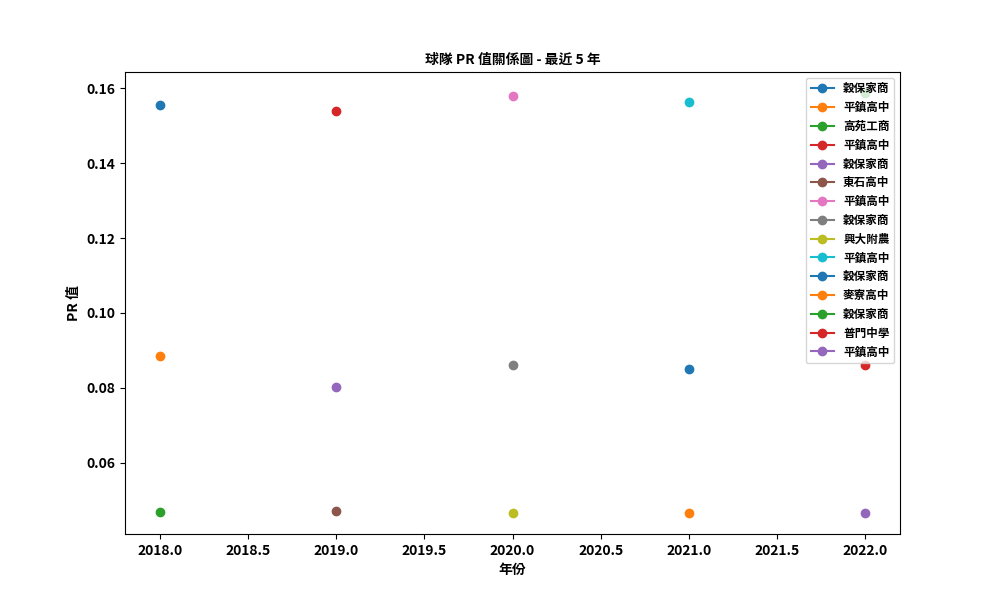 球隊 PR 值關係圖 - 最近 5 年
PR 值
0.16
0.14
0.12
0.10
0.08
0.06
穀保家商
平鎮高中
高苑工商
平鎮高中
穀保家商
東石高中
平鎮高中
穀保家商
興大附農
平鎮高中
穀保家商
麥寮高中
穀保家商
普門中學
平鎮高中
2018.0
2018.5
2019.0
2019.5
2020.0
2020.5
2021.0
2021.5
2022.0
年份